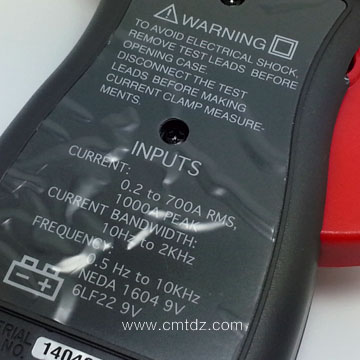 ⚠ WARNING
TO AVOID ELECTRICAL SHOCK,
REMOVE TEST LEADS BEFORE
OPENING CASE.
DISCONNECT THE TEST
LEADS BEFORE MAKING
CURRENT CLAMP MEASURE-
MENTS.
INPUTS
CURRENT:
0.2 to 700A RMS,
1000A PEAK
CURRENT BANDWIDTH:
10Hz to 2KHz
FREQUENCY:
0.5 Hz to 10KHz
NEDA 1604 9V
6LF22 9V
www.cmtdz.com